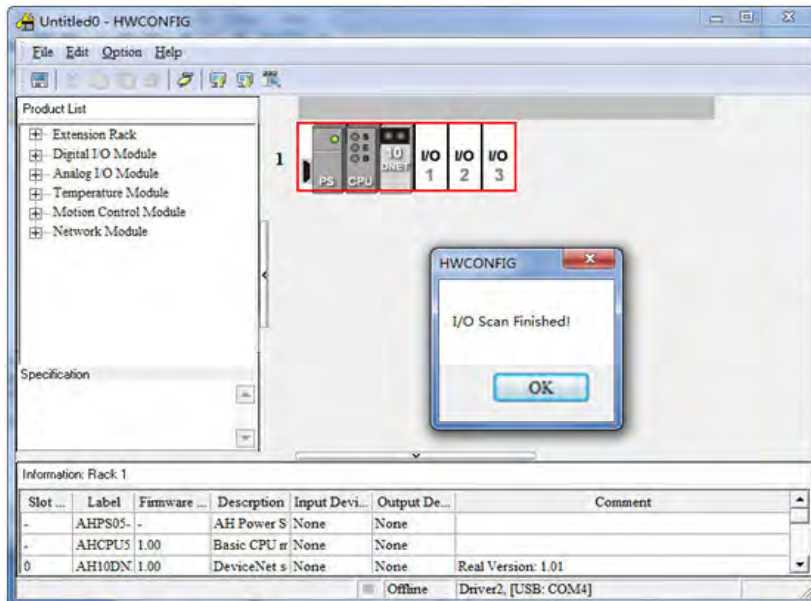 Untitled0 - HWCONFIG
File Edit Option Help
Product List
Extension Rack
Digital I/O Module
Analog I/O Module
Temperature Module
Motion Control Module
Network Module
1
PS CPU 10 DNET I/O 1 I/O 2 I/O 3
HWCONFIG
I/O Scan Finished!
OK
Specification
Information: Rack 1
Slot ... Label Firmware ... Description Input Devi... Output De... Comment
- AHPS05- - AH Power S None None
- AHCPU5 1.00 Basic CPU m None None
0 AH10DN 1.00 DeviceNet s None None Real Version: 1.01
Offline Driver2, [USB: COM4]